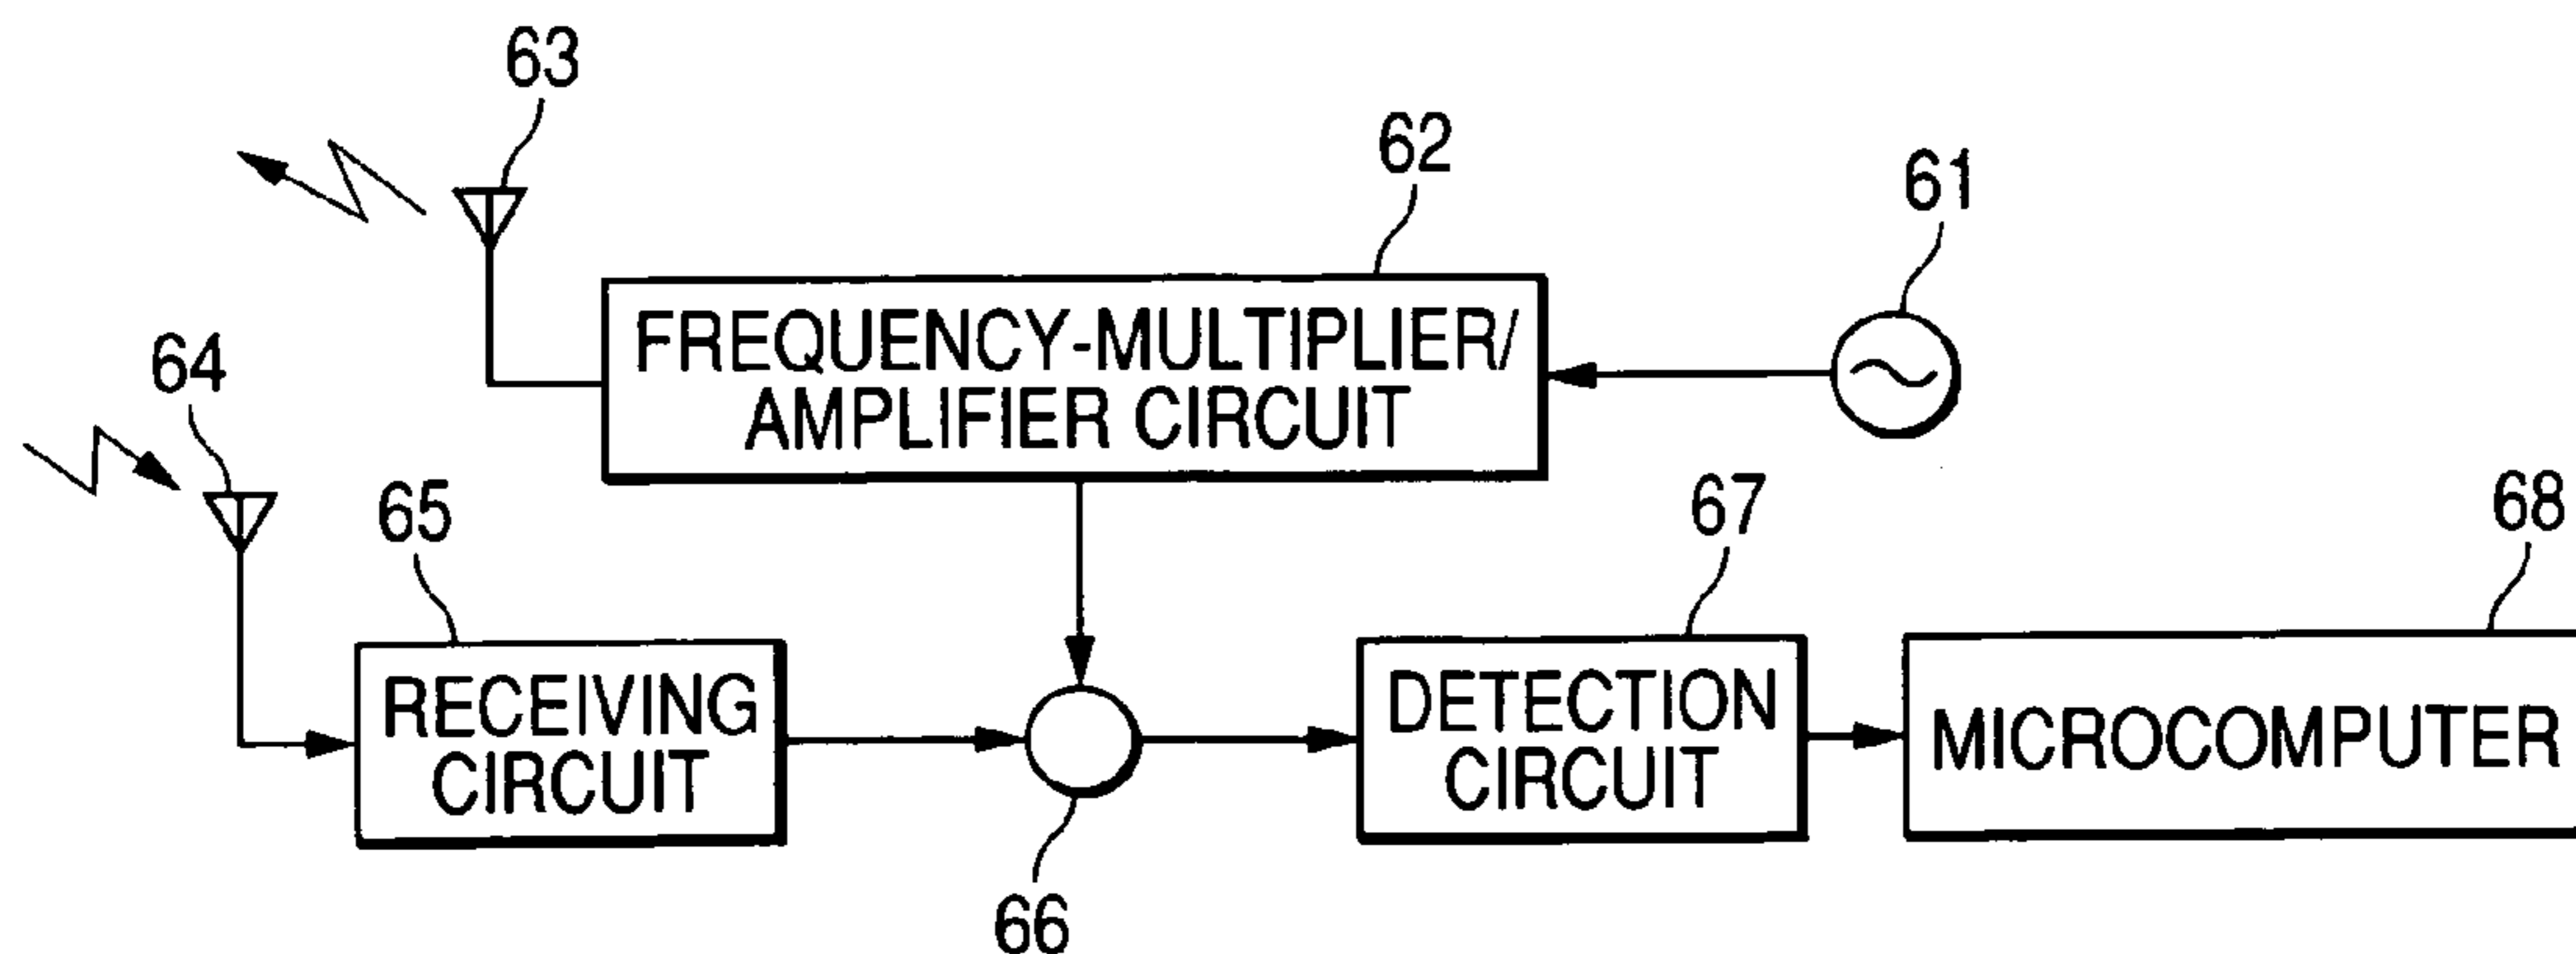 63
62
61
FREQUENCY-MULTIPLIER/
AMPLIFIER CIRCUIT
64
65
67
68
RECEIVING
CIRCUIT
DETECTION
CIRCUIT
MICROCOMPUTER
66